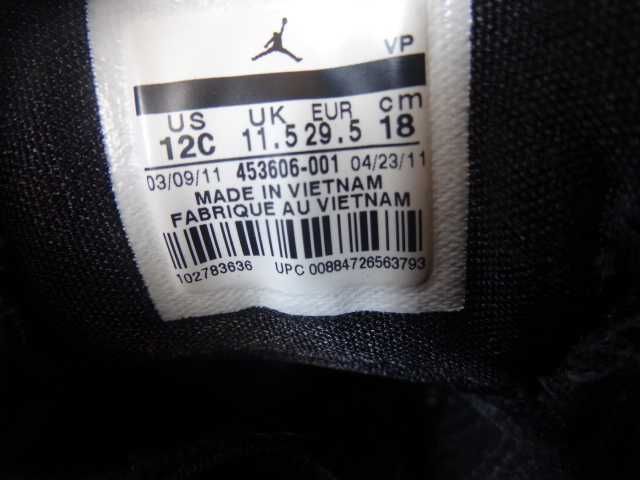 VP
US UK EUR cm
12C 11.5 29.5 18
03/09/11 453606-001 04/23/11
MADE IN VIETNAM
FABRIQUE AU VIETNAM
102783636 UPC 00884726563793